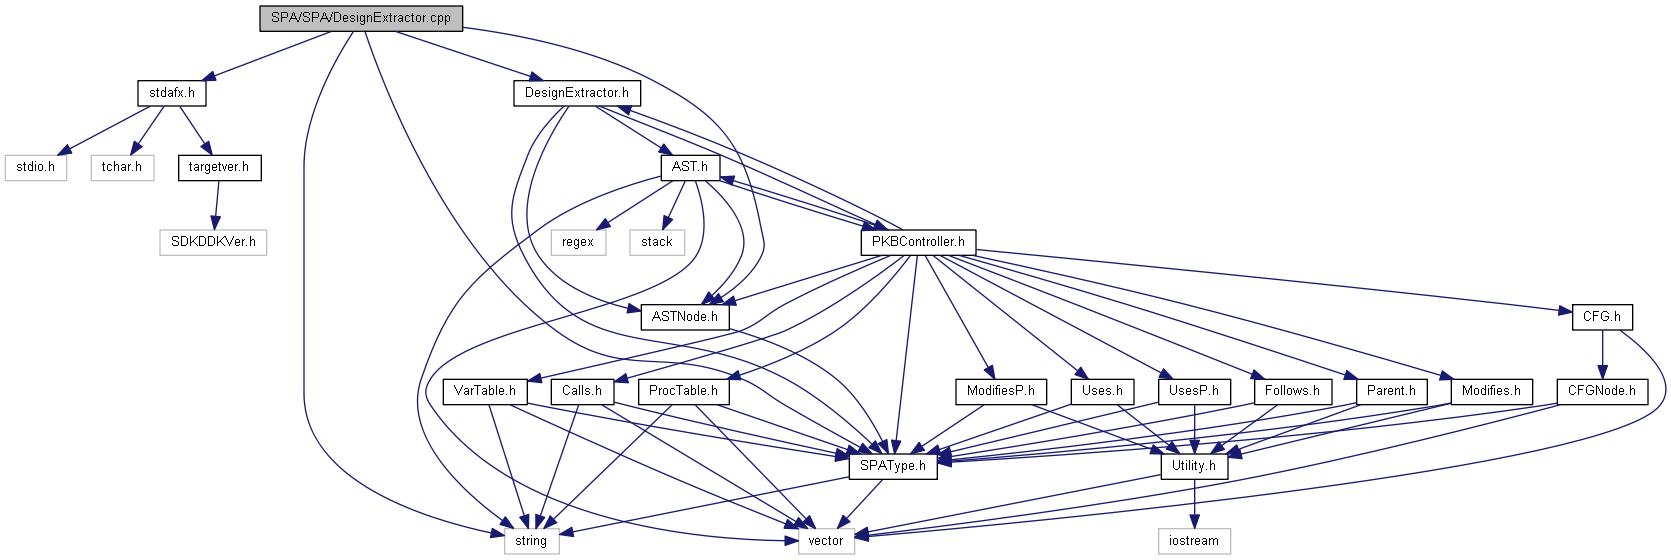 SPA/SPA/DesignExtractor.cpp
stdafx.h
DesignExtractor.h
stdio.h
tchar.h
targetver.h
AST.h
SDKDDKVer.h
regex
stack
PKBController.h
ASTNode.h
CFG.h
VarTable.h
Calls.h
ProcTable.h
ModifiesP.h
Uses.h
UsesP.h
Follows.h
Parent.h
Modifies.h
CFGNode.h
SPAType.h
Utility.h
string
vector
iostream